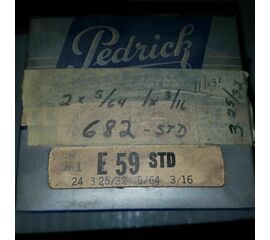 Pedrick
2x 5/64 1x 3/16
682-STD
3 25/32
E 59 STD
24 3 25/32 5/64 3/16